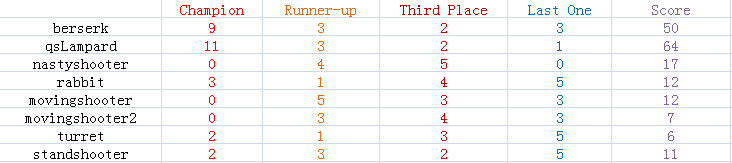 Champion Runner-up Third Place Last One Score
berserk 9 3 2 3 50
qsLampard 11 3 2 1 64
nastyshooter 0 4 5 0 17
rabbit 3 1 4 5 12
movingshooter 0 5 3 3 12
movingshooter2 0 3 4 3 7
turret 2 1 3 5 6
standshooter 2 3 2 5 11